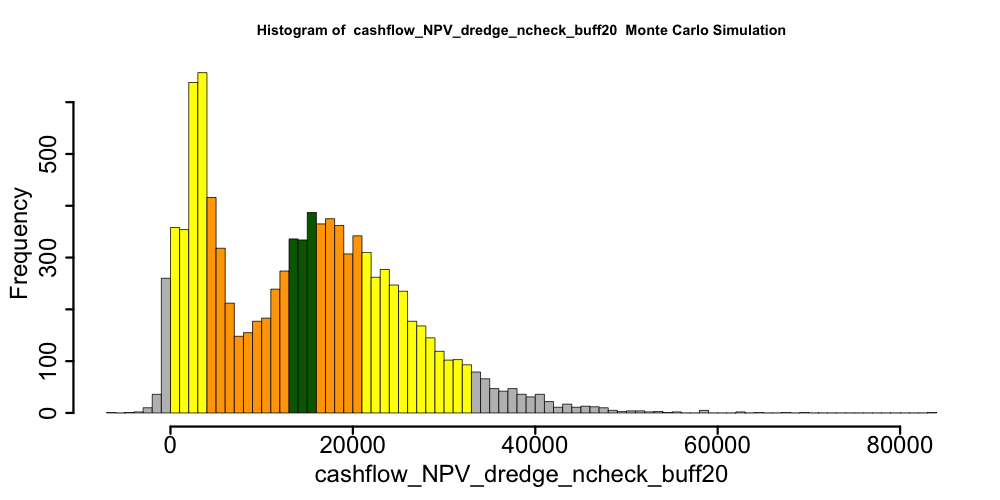 Histogram of cashflow_NPV_dredge_ncheck_buff20 Monte Carlo Simulation
Frequency
500
300
100
0
0 20000 40000 60000 80000
cashflow_NPV_dredge_ncheck_buff20